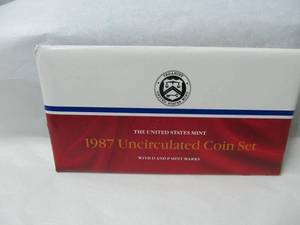 THE UNITED STATES MINT
1987 Uncirculated Coin Set
WITH D AND P MINT MARKS